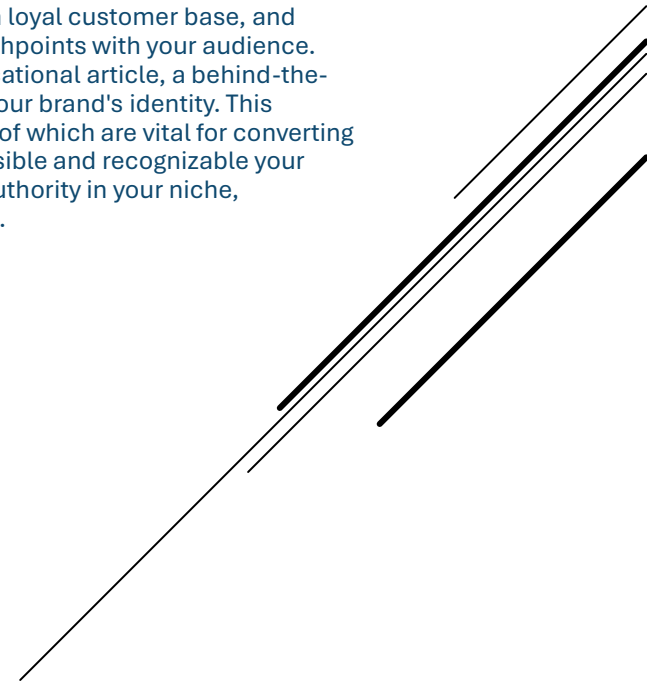 loyal customer base, and
hpoints with your audience.
ational article, a behind-the-
our brand's identity. This
of which are vital for converting
sible and recognizable your
uthority in your niche,
.